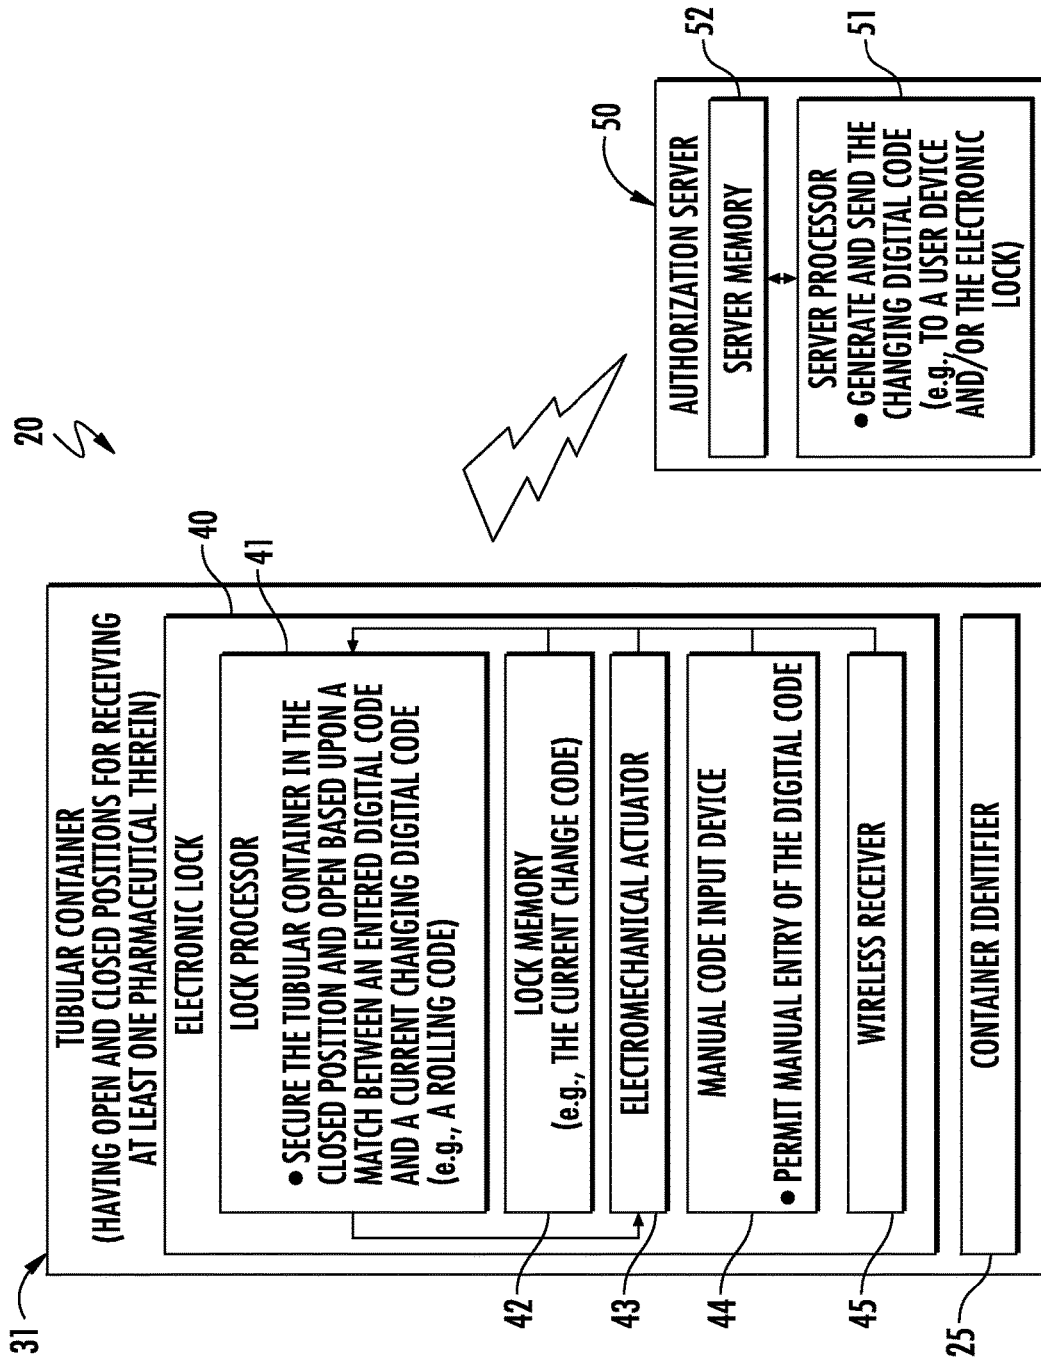 20
31
TUBULAR CONTAINER
(HAVING OPEN AND CLOSED POSITIONS FOR RECEIVING
AT LEAST ONE PHARMACEUTICAL THEREIN)
40
ELECTRONIC LOCK
41
LOCK PROCESSOR
● SECURE THE TUBULAR CONTAINER IN THE
CLOSED POSITION AND OPEN BASED UPON A
MATCH BETWEEN AN ENTERED DIGITAL CODE
AND A CURRENT CHANGING DIGITAL CODE
(e.g., A ROLLING CODE)
42
LOCK MEMORY
(e.g., THE CURRENT CHANGE CODE)
43
ELECTROMECHANICAL ACTUATOR
44
MANUAL CODE INPUT DEVICE
● PERMIT MANUAL ENTRY OF THE DIGITAL CODE
45
WIRELESS RECEIVER
25
CONTAINER IDENTIFIER
50
AUTHORIZATION SERVER
52
SERVER MEMORY
51
SERVER PROCESSOR
● GENERATE AND SEND THE
CHANGING DIGITAL CODE
(e.g., TO A USER DEVICE
AND/OR THE ELECTRONIC
LOCK)